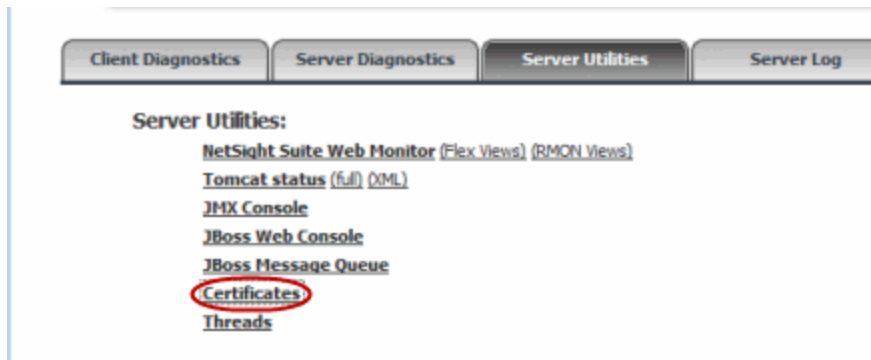 Client Diagnostics Server Diagnostics Server Utilities Server Log
Server Utilities:
NetSight Suite Web Monitor (Flex Views) (RMON Views)
Tomcat status (full) (XML)
JMX Console
JBoss Web Console
JBoss Message Queue
Certificates
Threads